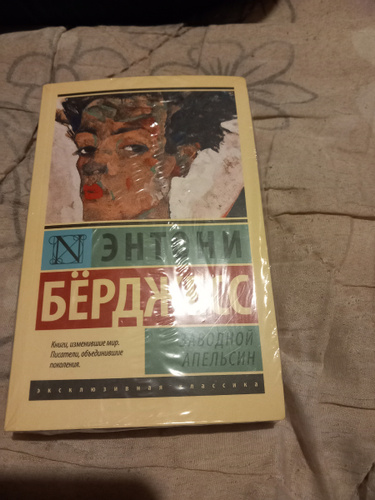 N
ЭНТОНИ
БЁРДЖЕСС
ЗАВОДНОЙ
АПЕЛЬСИН
Книги, изменившие мир.
Писатели, объединившие
поколения.
эксклюзивная классика